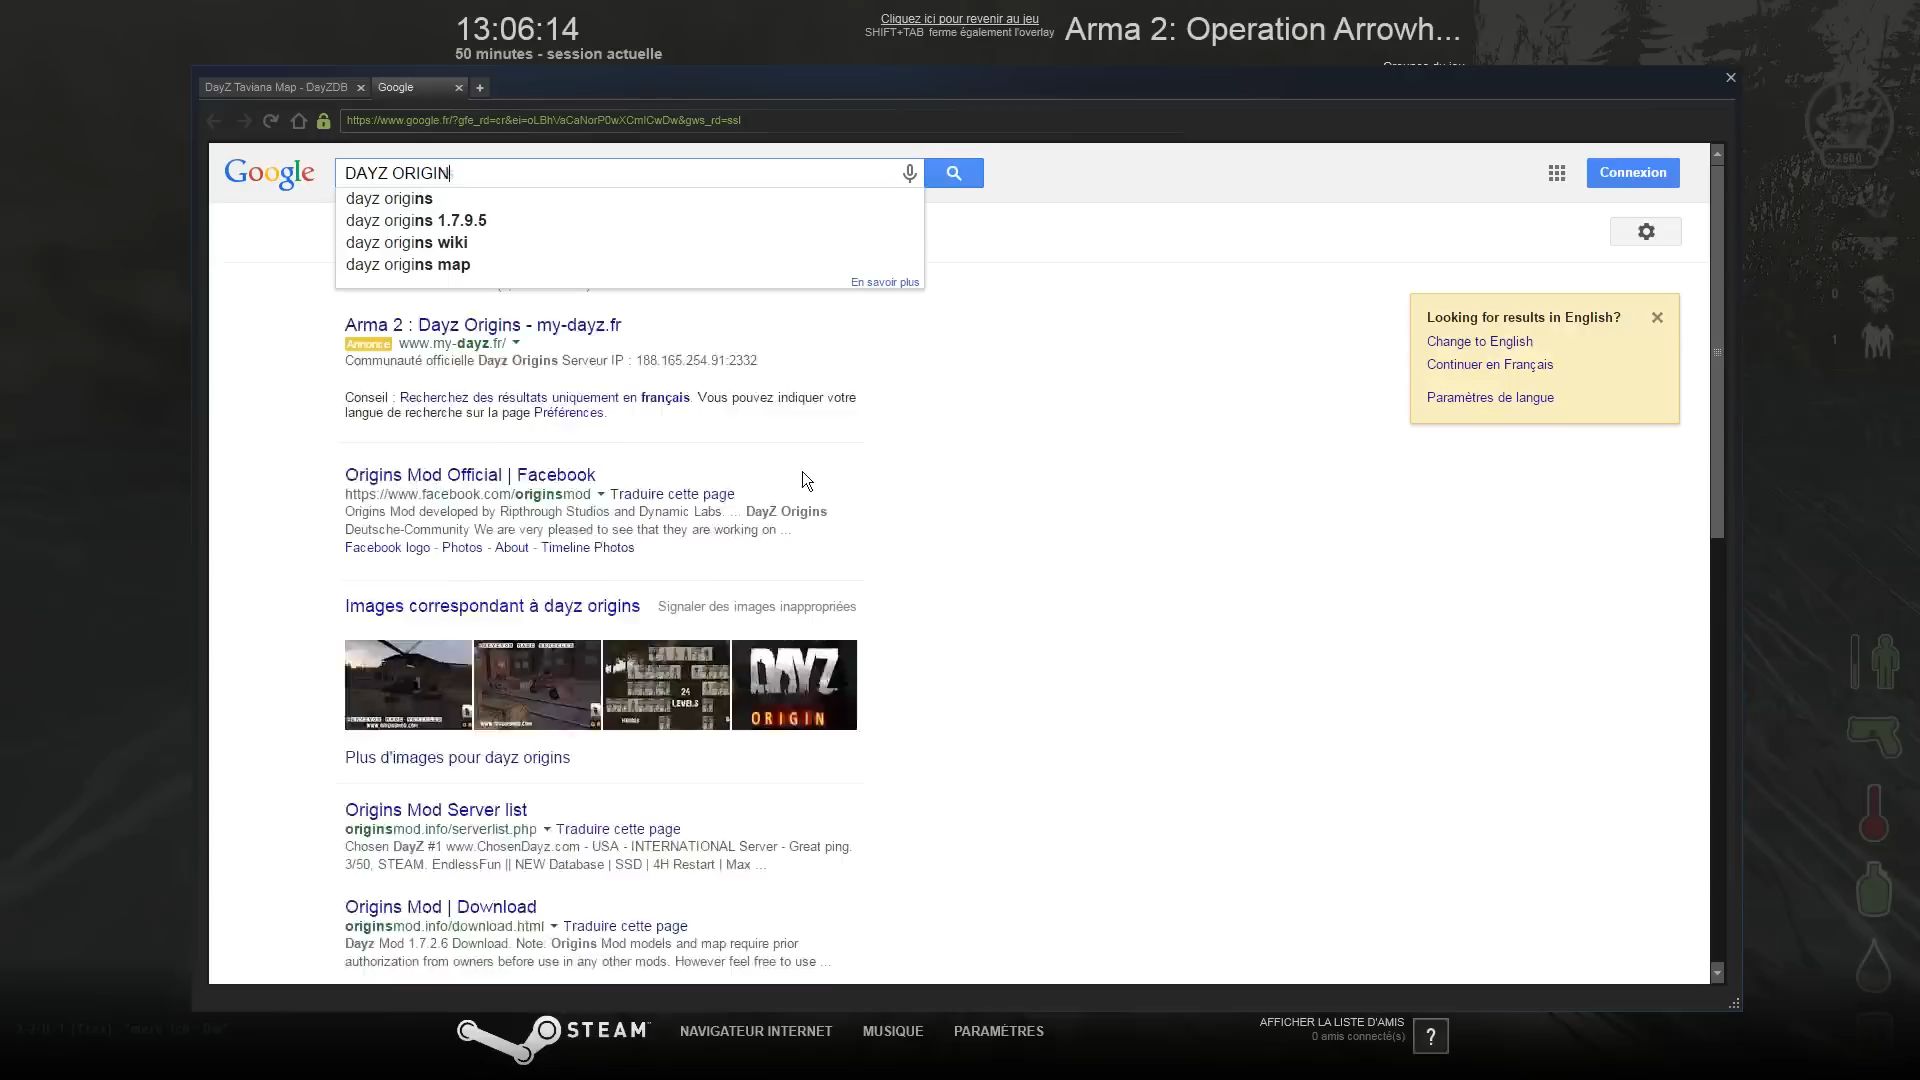 13:06:14
50 minutes - session actuelle
Cliquez ici pour revenir au jeu
SHIFT+TAB ferme également l'overlay
Arma 2: Operation Arrowh...
DayZ Taviana Map - DayZDB
Google
https://www.google.fr/?gfe_rd=cr&ei=oLBhVaCaNorP0wXCmICwDw&gws_rd=ssl
Google
DAYZ ORIGIN
Connexion
dayz origins
dayz origins 1.7.9.5
dayz origins wiki
dayz origins map
En savoir plus
Arma 2 : Dayz Origins - my-dayz.fr
Annonce www.my-dayz.fr/
Communauté officielle Dayz Origins Serveur IP : 188.165.254.91:2332
Conseil : Recherchez des résultats uniquement en français. Vous pouvez indiquer votre
langue de recherche sur la page Préférences.
Looking for results in English?
Change to English
Continuer en Français
Paramètres de langue
Origins Mod Official | Facebook
https://www.facebook.com/originsmod Traduire cette page
Origins Mod developed by Ripthrough Studios and Dynamic Labs. ... DayZ Origins
Deutsche-Community We are very pleased to see that they are working on ...
Facebook logo - Photos - About - Timeline Photos
Images correspondant à dayz origins
Signaler des images inappropriées
24
LEVELS
DAYZ
ORIGIN
Plus d'images pour dayz origins
Origins Mod Server list
originsmod.info/serverlist.php Traduire cette page
Chosen DayZ #1 www.ChosenDayz.com - USA - INTERNATIONAL Server - Great ping.
3/50, STEAM. EndlessFun || NEW Database | SSD | 4H Restart | Max ...
Origins Mod | Download
originsmod.info/download.html Traduire cette page
Dayz Mod 1.7.2.6 Download. Note. Origins Mod models and map require prior
authorization from owners before use in any other mods. However feel free to use ...
STEAM
NAVIGATEUR INTERNET
MUSIQUE
PARAMÈTRES
AFFICHER LA LISTE D'AMIS
0 amis connecté(s)
?